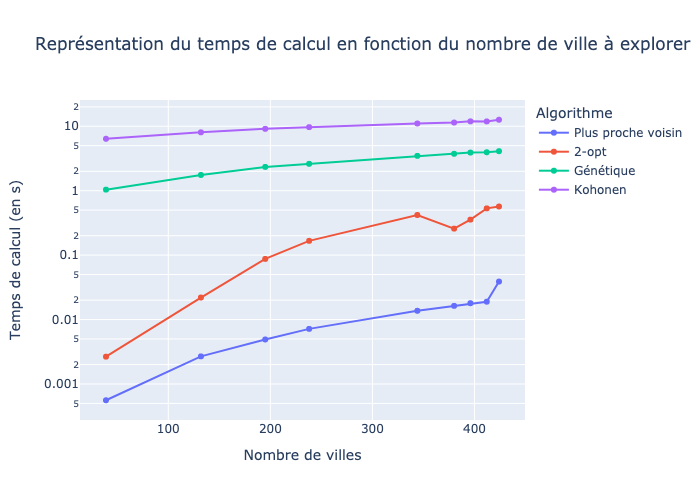 Représentation du temps de calcul en fonction du nombre de ville à explorer
Temps de calcul (en s)
2
10
5
2
1
5
2
0.1
5
2
0.01
5
2
0.001
5
100
200
300
400
Nombre de villes
Algorithme
Plus proche voisin
2-opt
Génétique
Kohonen